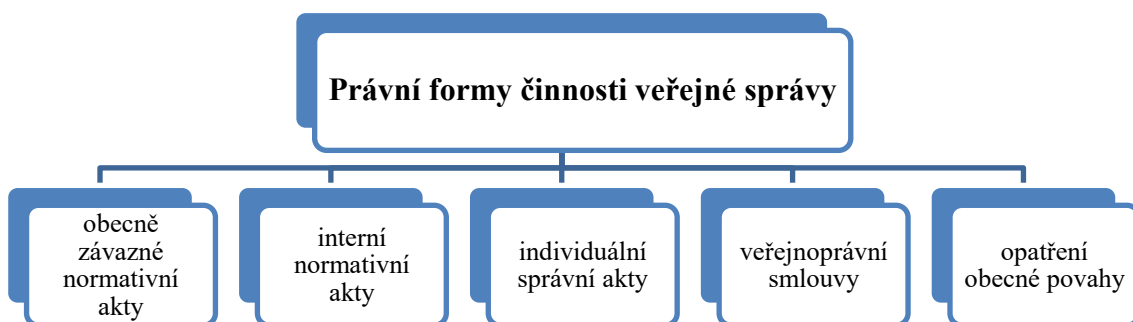 Právní formy činnosti veřejné správy
obecně
závazné
normativní
akty
interní
normativní
akty
individuální
správní akty
veřejnoprávní
smlouvy
opatření
obecné povahy